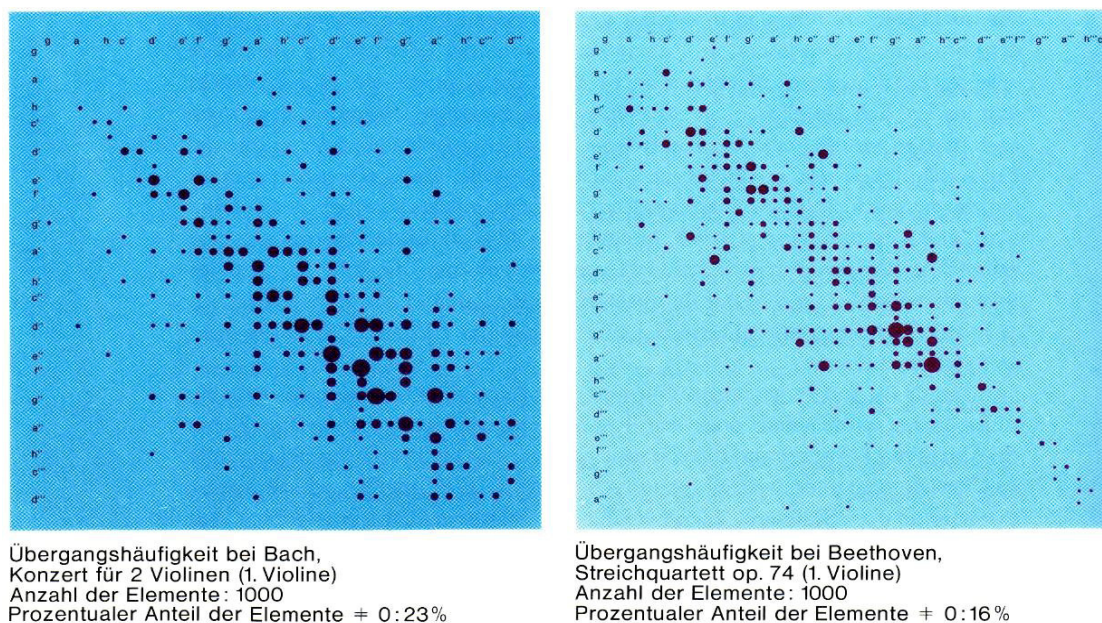 g a h c' d' e' f' g' a' h' c'' d'' e'' f'' g'' a'' h'' c''' d'''
g
a
h
c'
d'
e'
f'
g'
a'
h'
c''
d''
e''
f''
g''
a''
h''
c'''
d'''
Übergangshäufigkeit bei Bach,
Konzert für 2 Violinen (1. Violine)
Anzahl der Elemente: 1000
Prozentualer Anteil der Elemente ≠ 0:23%
g a h c' d' e' f' g' a' h' c'' d'' e'' f'' g'' a'' h'' c''' d''' e''' f''' g''' a''' h'''
g
a
h
d'
e'
f'
g'
a'
h'
c''
d''
e''
f''
g''
a''
h''
c'''
d'''
e'''
f'''
g'''
a'''
Übergangshäufigkeit bei Beethoven,
Streichquartett op. 74 (1. Violine)
Anzahl der Elemente: 1000
Prozentualer Anteil der Elemente ≠ 0:16%